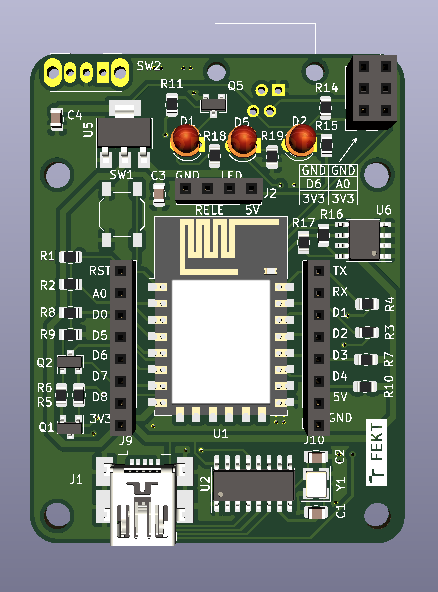 SW2
R11
Q5
R14
C4
U5
D1
R18
D5
R19
D2
R15
SW1
C3
GND
LED
J2
RELE
5V
GND GND
D6 A0
3V3 3V3
R17
R16
U6
R1
R2
R8
R9
Q2
R6
R5
Q1
RST
A0
D0
D5
D6
D7
D8
3V3
J9
TX
RX
D1
D2
D3
D4
5V
GND
J10
R4
R3
R7
R10
U1
J1
U2
C2
Y1
C1
FEKT